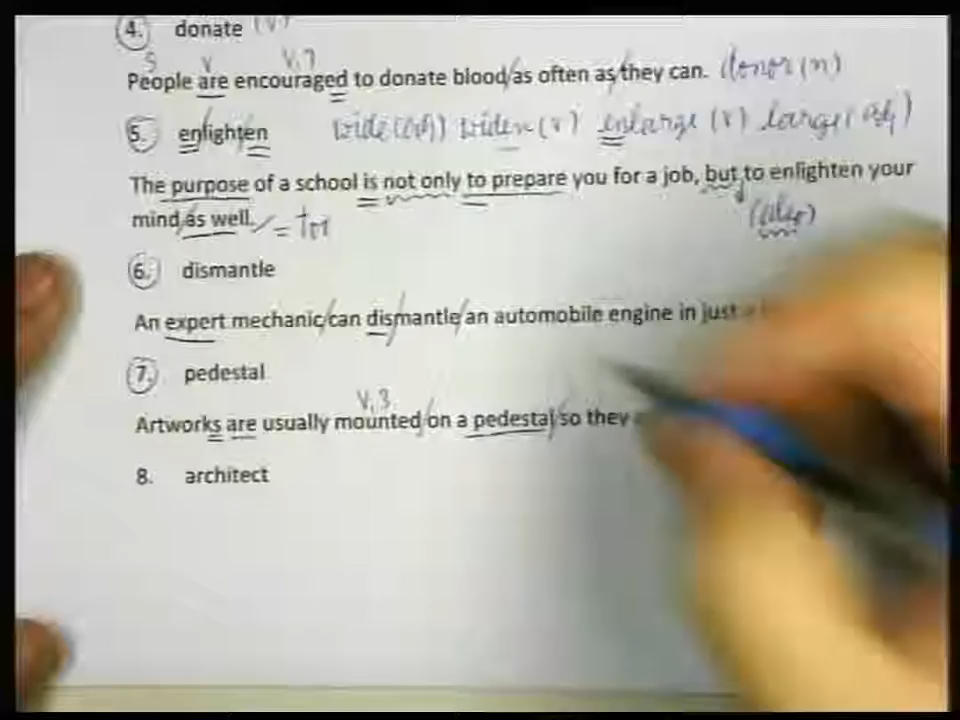 4. donate (v.)
S V V.3
People are encouraged to donate blood/as often as/they can. donor (n)
5. enlighten wide (adj) widen (v) enlarge (v) large (adj)
The purpose of a school is not only to prepare you for a job, but to enlighten your
(also)
mind as well. = too
6. dismantle
An expert mechanic/can dismantle/an automobile engine in just a
7. pedestal
V.3
Artworks are usually mounted/on a pedestal/so they
8. architect